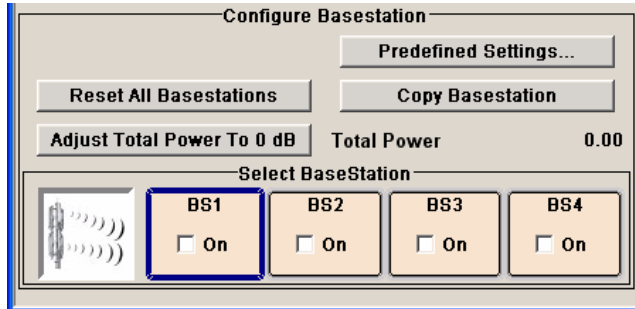 Configure Basestation
Predefined Settings...
Reset All Basestations Copy Basestation
Adjust Total Power To 0 dB Total Power 0.00
Select BaseStation
BS1 BS2 BS3 BS4
On On On On